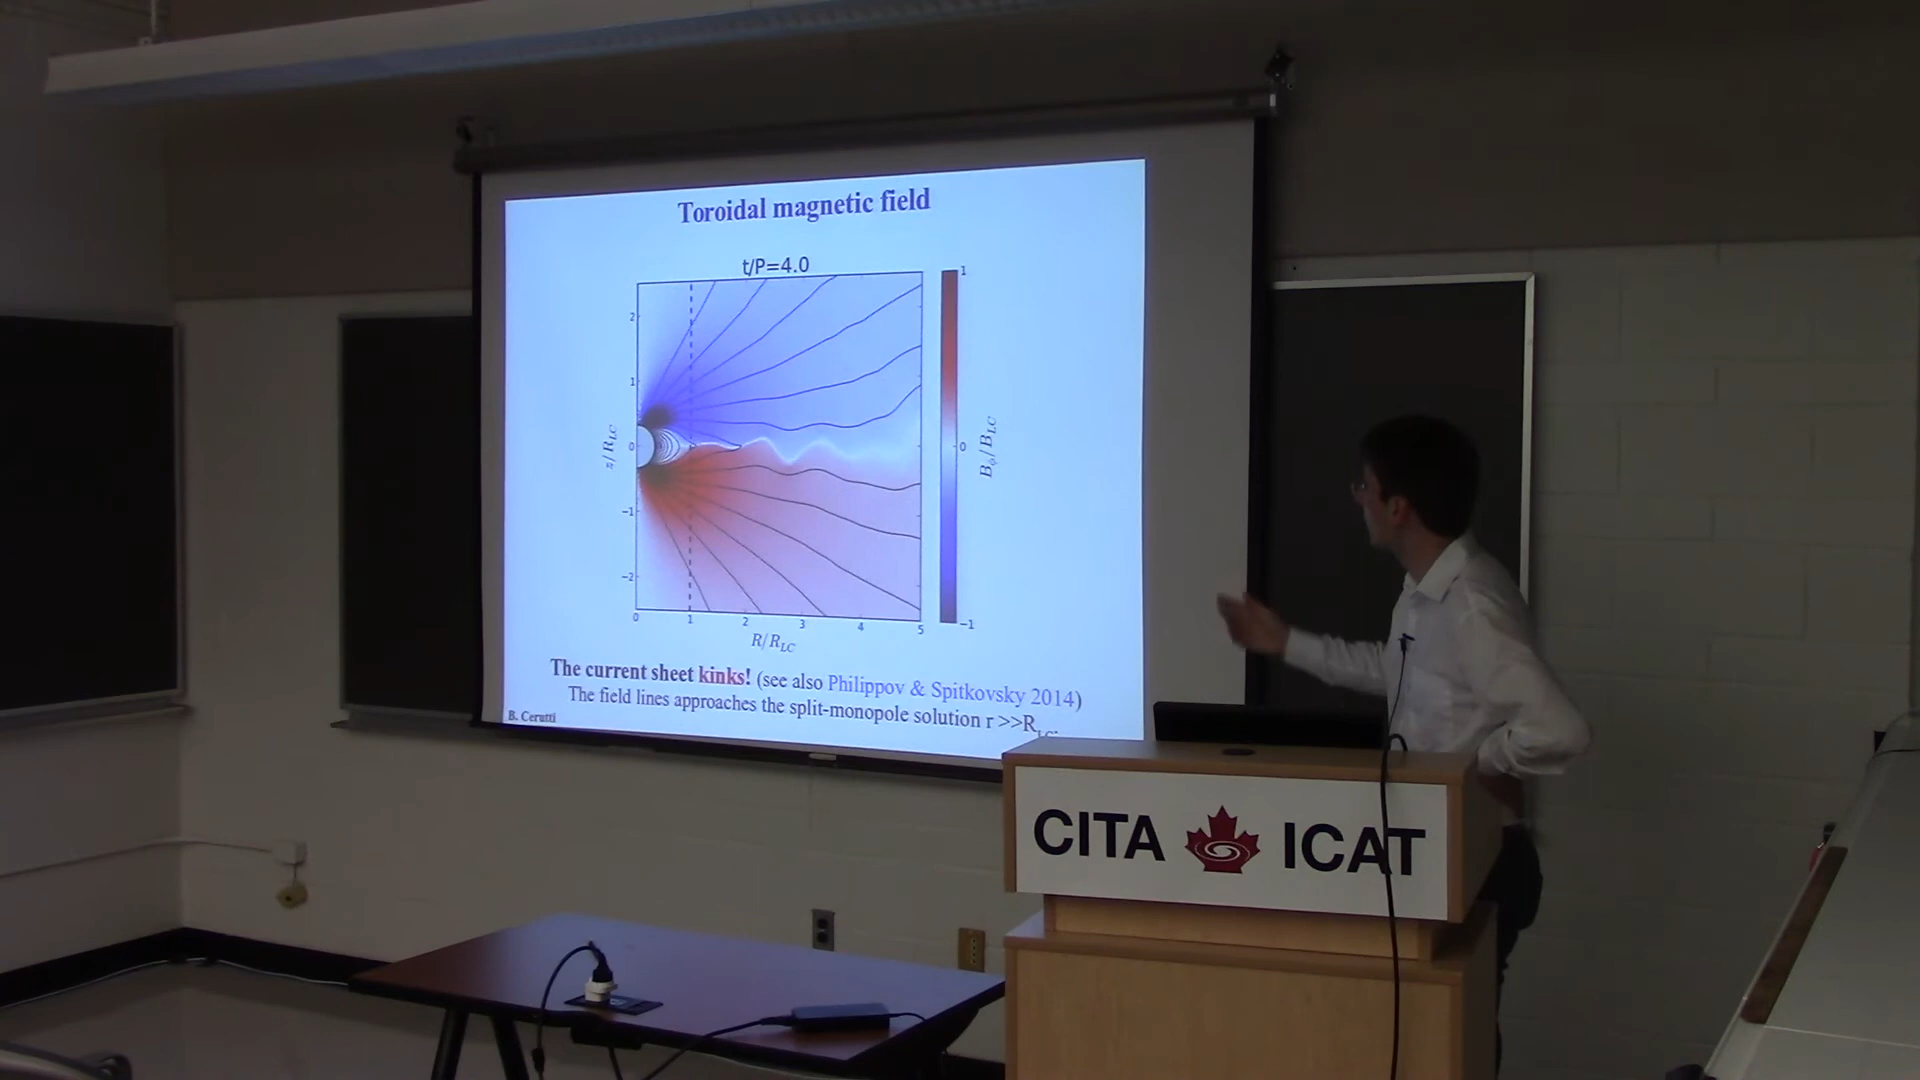 Toroidal magnetic field
t/P=4.0
2
1
0
−1
−2
z/R_LC
0 1 2 3 4 5
R/R_LC
1
0
−1
B_ϕ/B_LC
The current sheet kinks! (see also Philippov & Spitkovsky 2014)
The field lines approaches the split-monopole solution r >>R_LC.
B. Cerutti
CITA ICAT